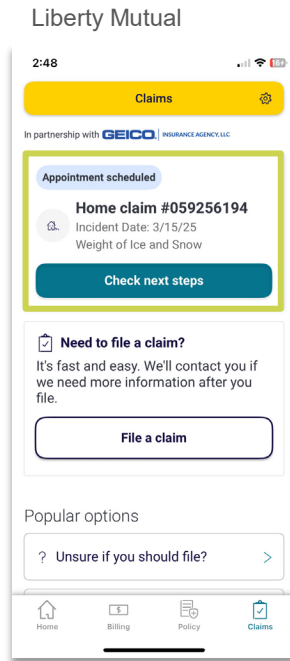 Liberty Mutual
2:48
16+
Claims
In partnership with GEICO. INSURANCE AGENCY, LLC
Appointment scheduled
Home claim #059256194
Incident Date: 3/15/25
Weight of Ice and Snow
Check next steps
Need to file a claim?
It's fast and easy. We'll contact you if
we need more information after you
file.
File a claim
Popular options
? Unsure if you should file? >
Home Billing Policy Claims